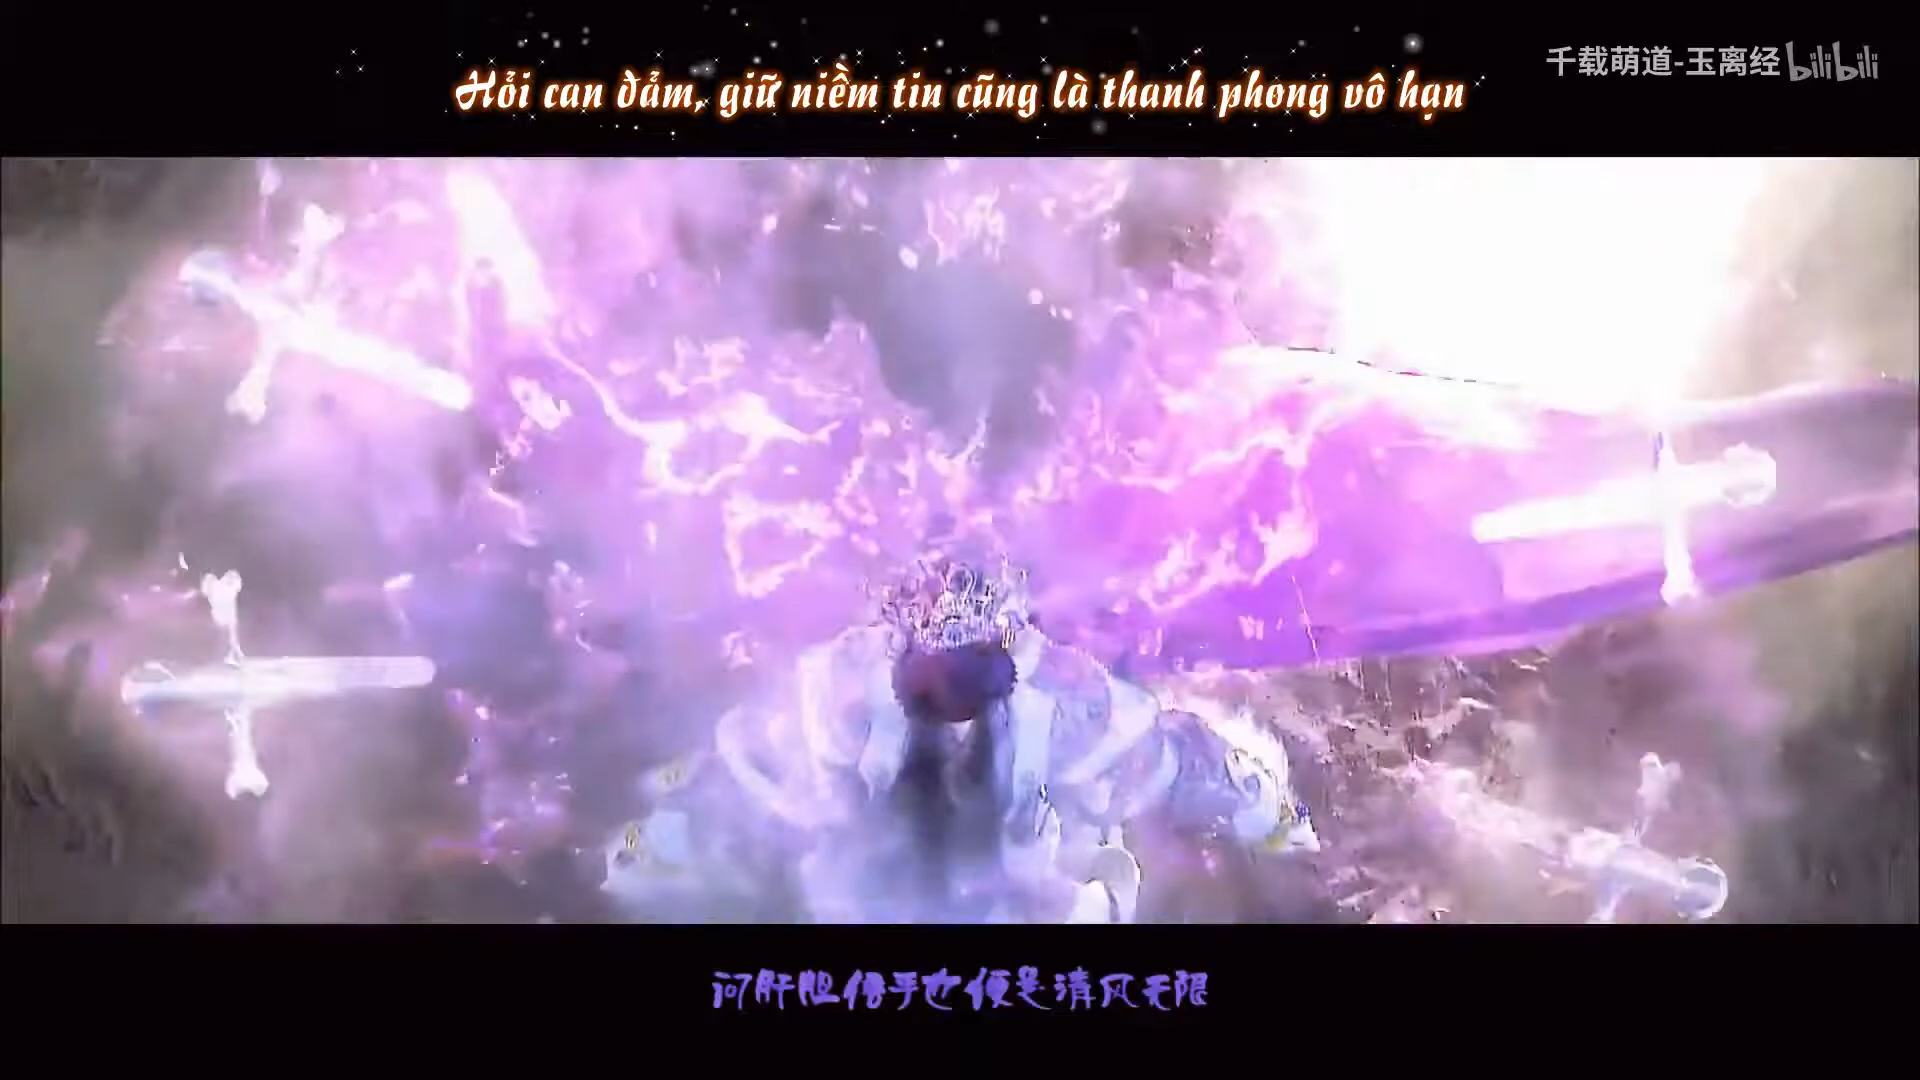 千载萌道-玉离经 bilibili
Hỏi can đảm, giữ niềm tin cũng là thanh phong vô hạn
问肝胆信乎也便是清风无限